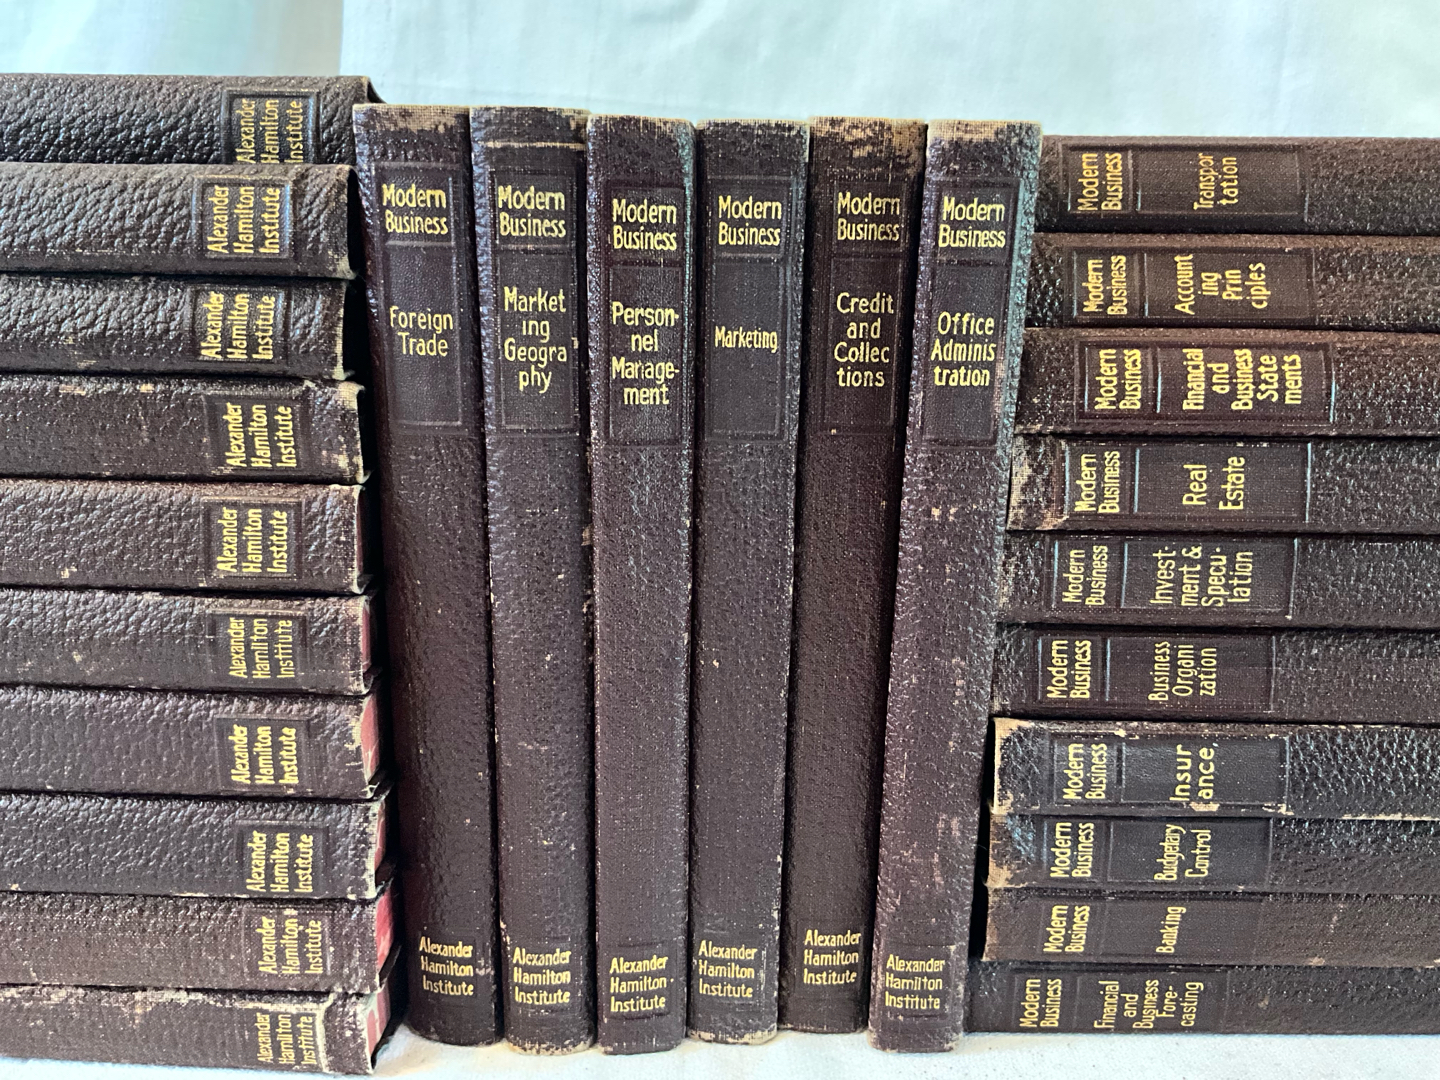 Alexander
Hamilton
Institute
Alexander
Hamilton
Institute
Alexander
Hamilton
Institute
Alexander
Hamilton
Institute
Alexander
Hamilton
Institute
Alexander
Hamilton
Institute
Alexander
Hamilton
Institute
Alexander
Hamilton
Institute
Alexander
Hamilton
Institute
Alexander
Hamilton
Institute
Modern
Business
Foreign
Trade
Alexander
Hamilton
Institute
Modern
Business
Market
ing
Geogra
phy
Alexander
Hamilton
Institute
Modern
Business
Person-
nel
Manage-
ment
Alexander
Hamilton
Institute
Modern
Business
Marketing
Alexander
Hamilton
Institute
Modern
Business
Credit
and
Collec
tions
Alexander
Hamilton
Institute
Modern
Business
Office
Adminis
tration
Alexander
Hamilton
Institute
Modern
Business
Transpor
tation
Modern
Business
Account
ing
Prin
ciples
Modern
Business
Financial
and
Business
State
ments
Modern
Business
Real
Estate
Modern
Business
Invest-
ment &
Specu-
lation
Modern
Business
Business
Organi
zation
Modern
Business
Insur
ance
Modern
Business
Budgetary
Control
Modern
Business
Banking
Modern
Business
Financial
and
Business
Fore-
casting